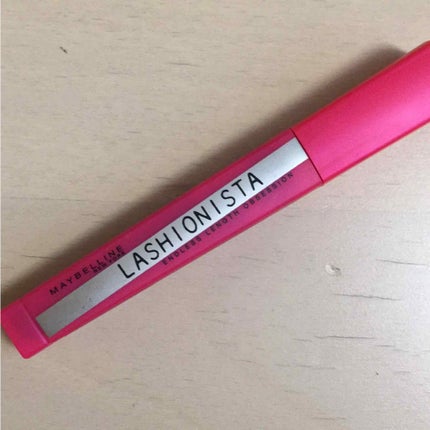 MAYBELLINE
NEW YORK
LASHIONISTA
ENDLESS LENGTH OBSESSION